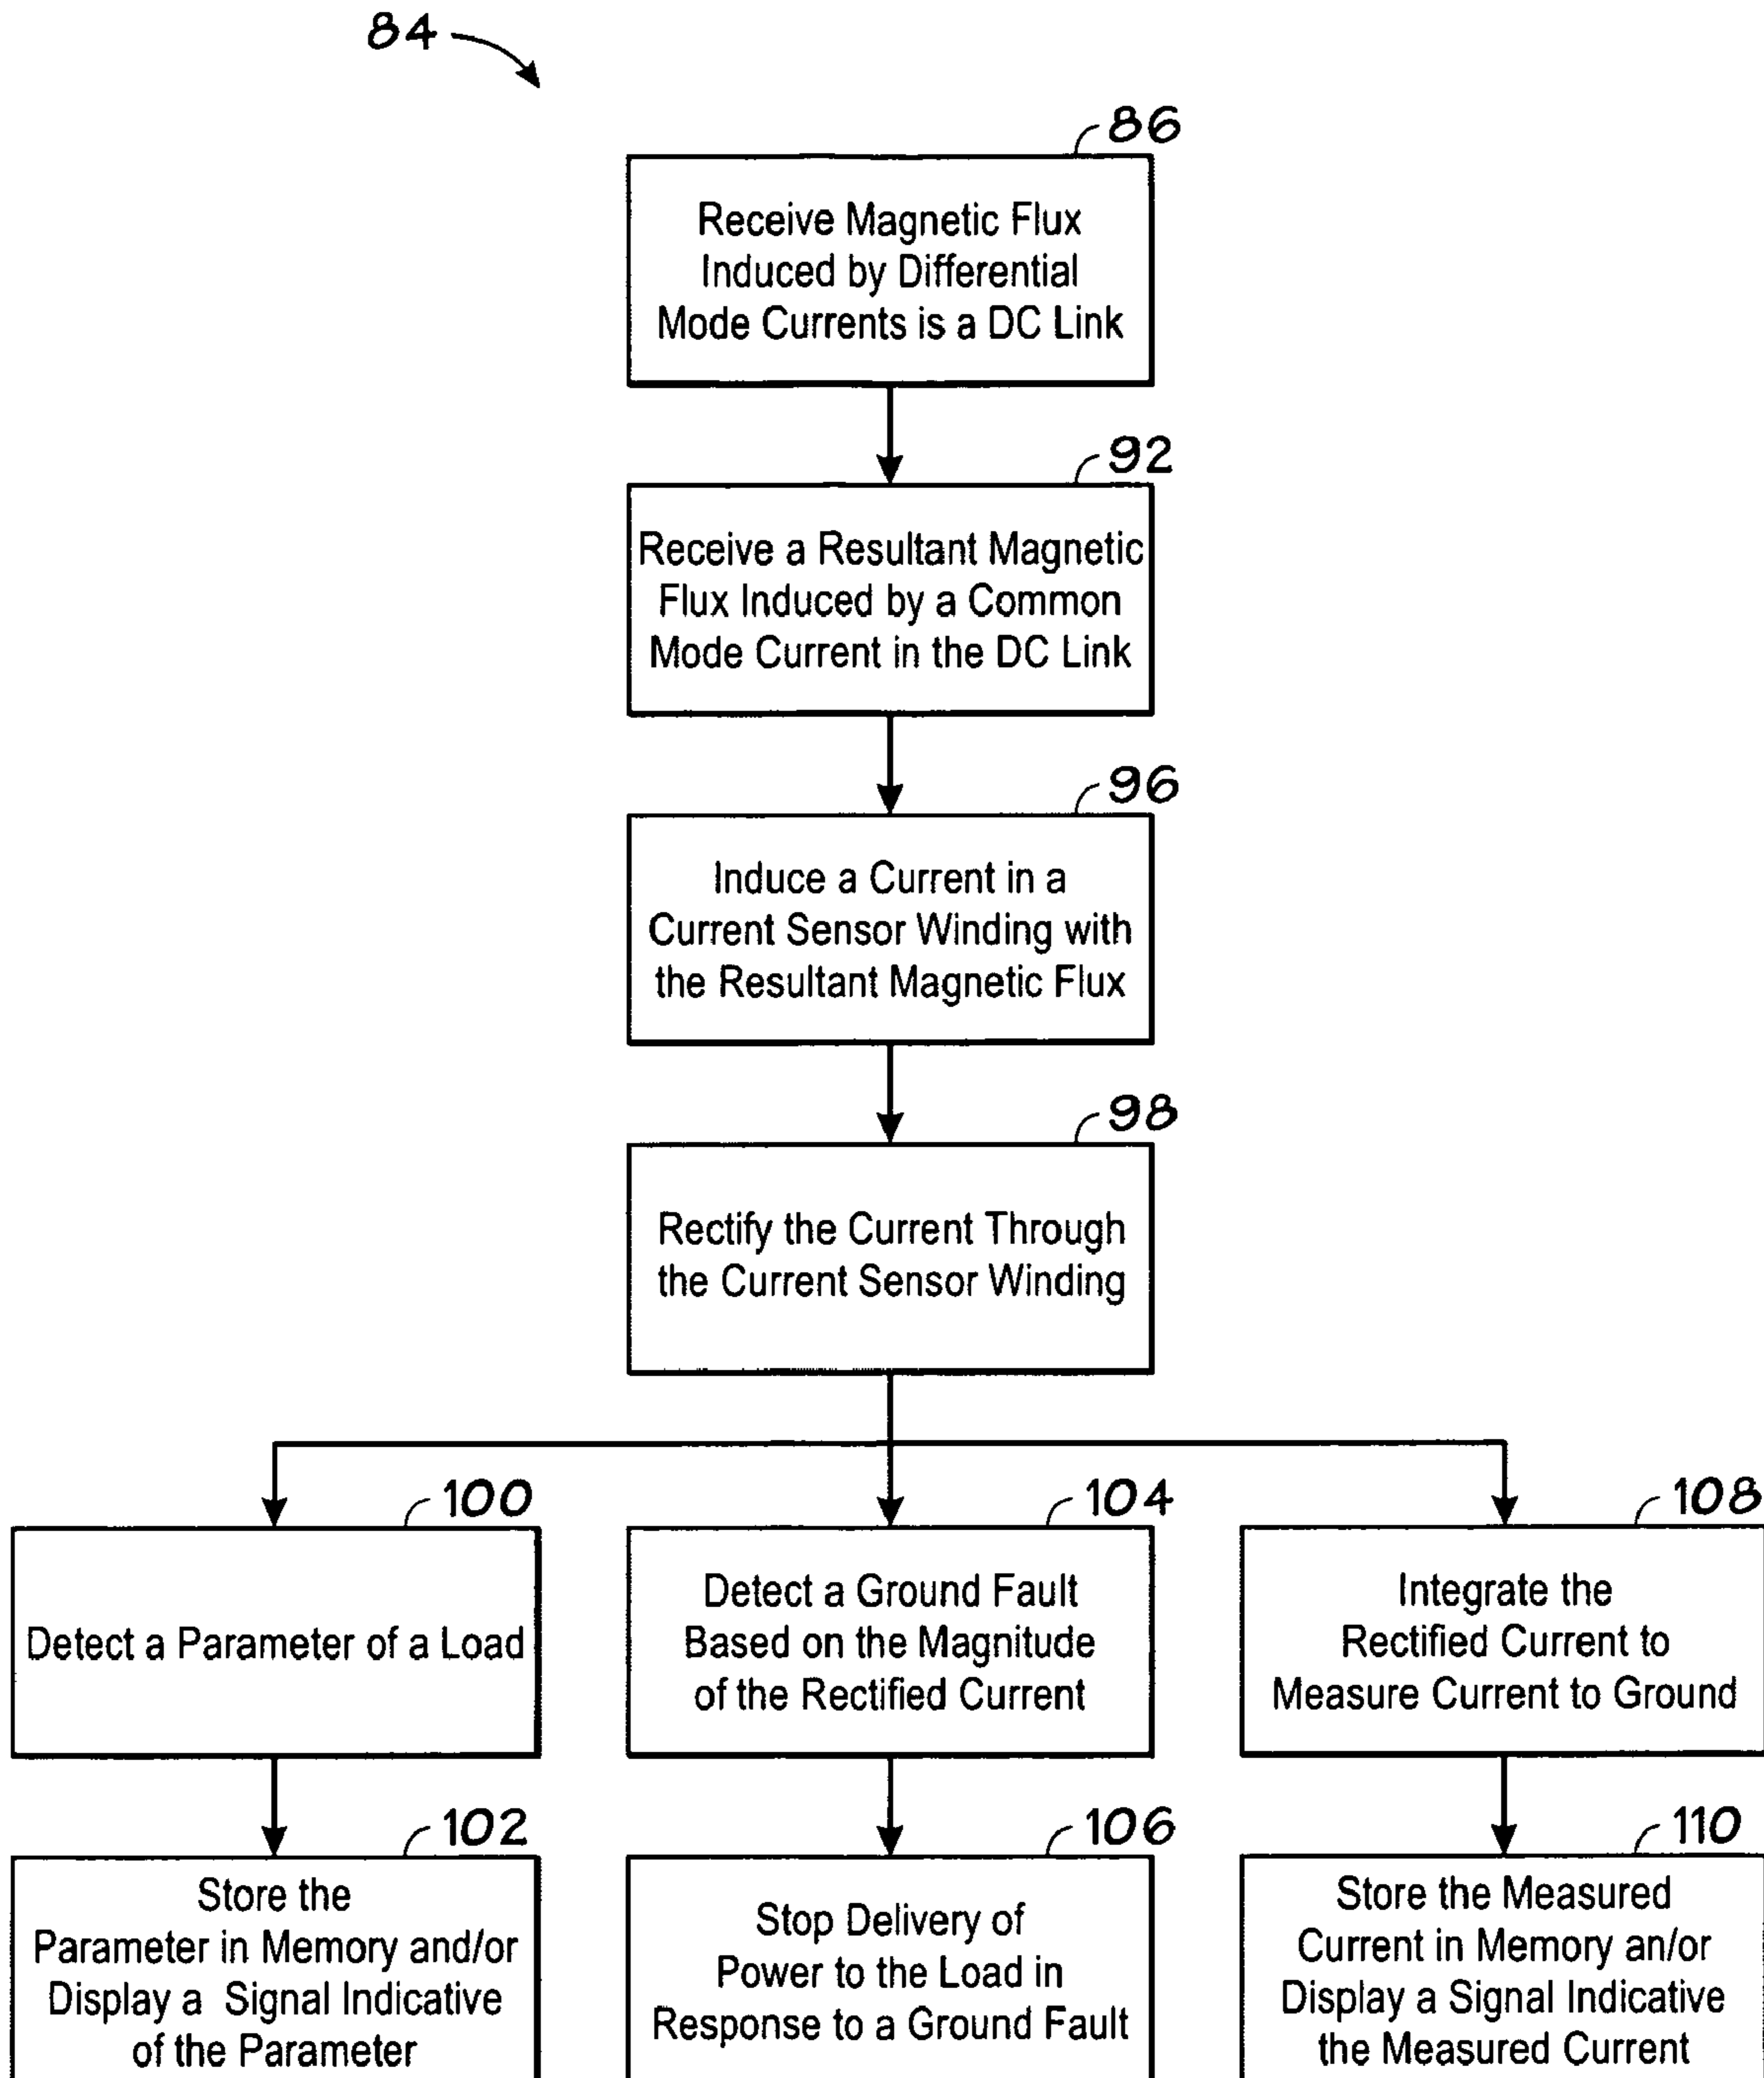 84
86
Receive Magnetic Flux
Induced by Differential
Mode Currents is a DC Link
92
Receive a Resultant Magnetic
Flux Induced by a Common
Mode Current in the DC Link
96
Induce a Current in a
Current Sensor Winding with
the Resultant Magnetic Flux
98
Rectify the Current Through
the Current Sensor Winding
100
Detect a Parameter of a Load
104
Detect a Ground Fault
Based on the Magnitude
of the Rectified Current
108
Integrate the
Rectified Current to
Measure Current to Ground
102
Store the
Parameter in Memory and/or
Display a Signal Indicative
of the Parameter
106
Stop Delivery of
Power to the Load in
Response to a Ground Fault
110
Store the Measured
Current in Memory an/or
Display a Signal Indicative
the Measured Current